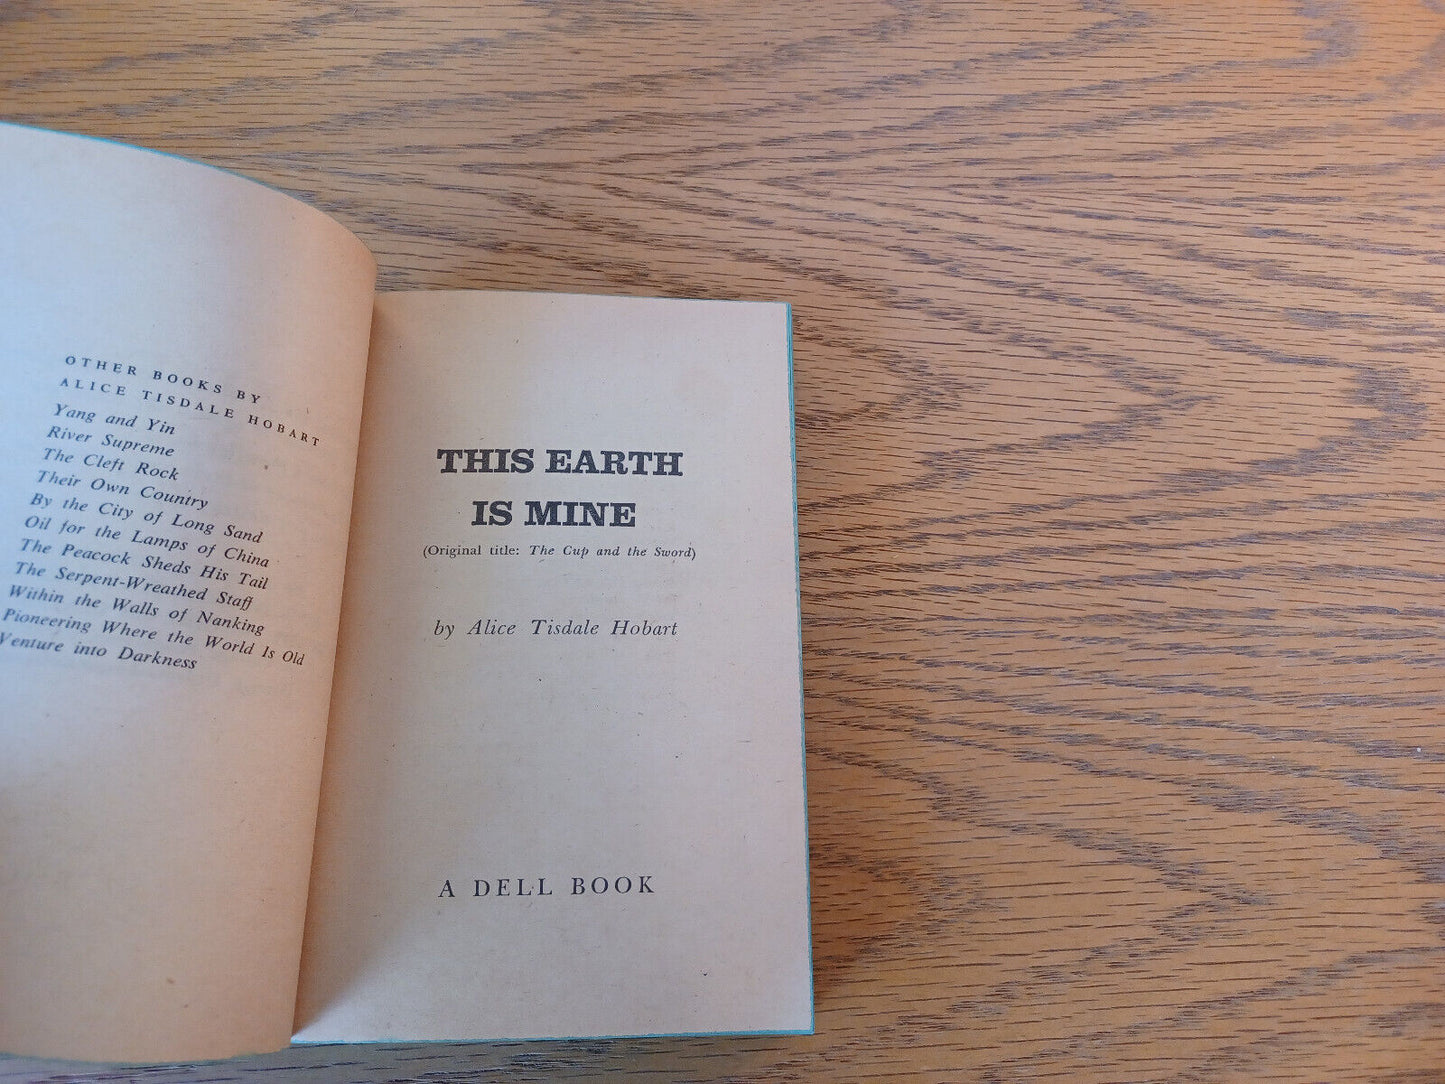 OTHER BOOKS BY
ALICE TISDALE HOBART
Yang and Yin
River Supreme
The Cleft Rock
Their Own Country
By the City of Long Sand
Oil for the Lamps of China
The Peacock Sheds His Tail
The Serpent-Wreathed Staff
Within the Walls of Nanking
Pioneering Where the World Is Old
Venture into Darkness
THIS EARTH
IS MINE
(Original title: The Cup and the Sword)
by Alice Tisdale Hobart
A DELL BOOK